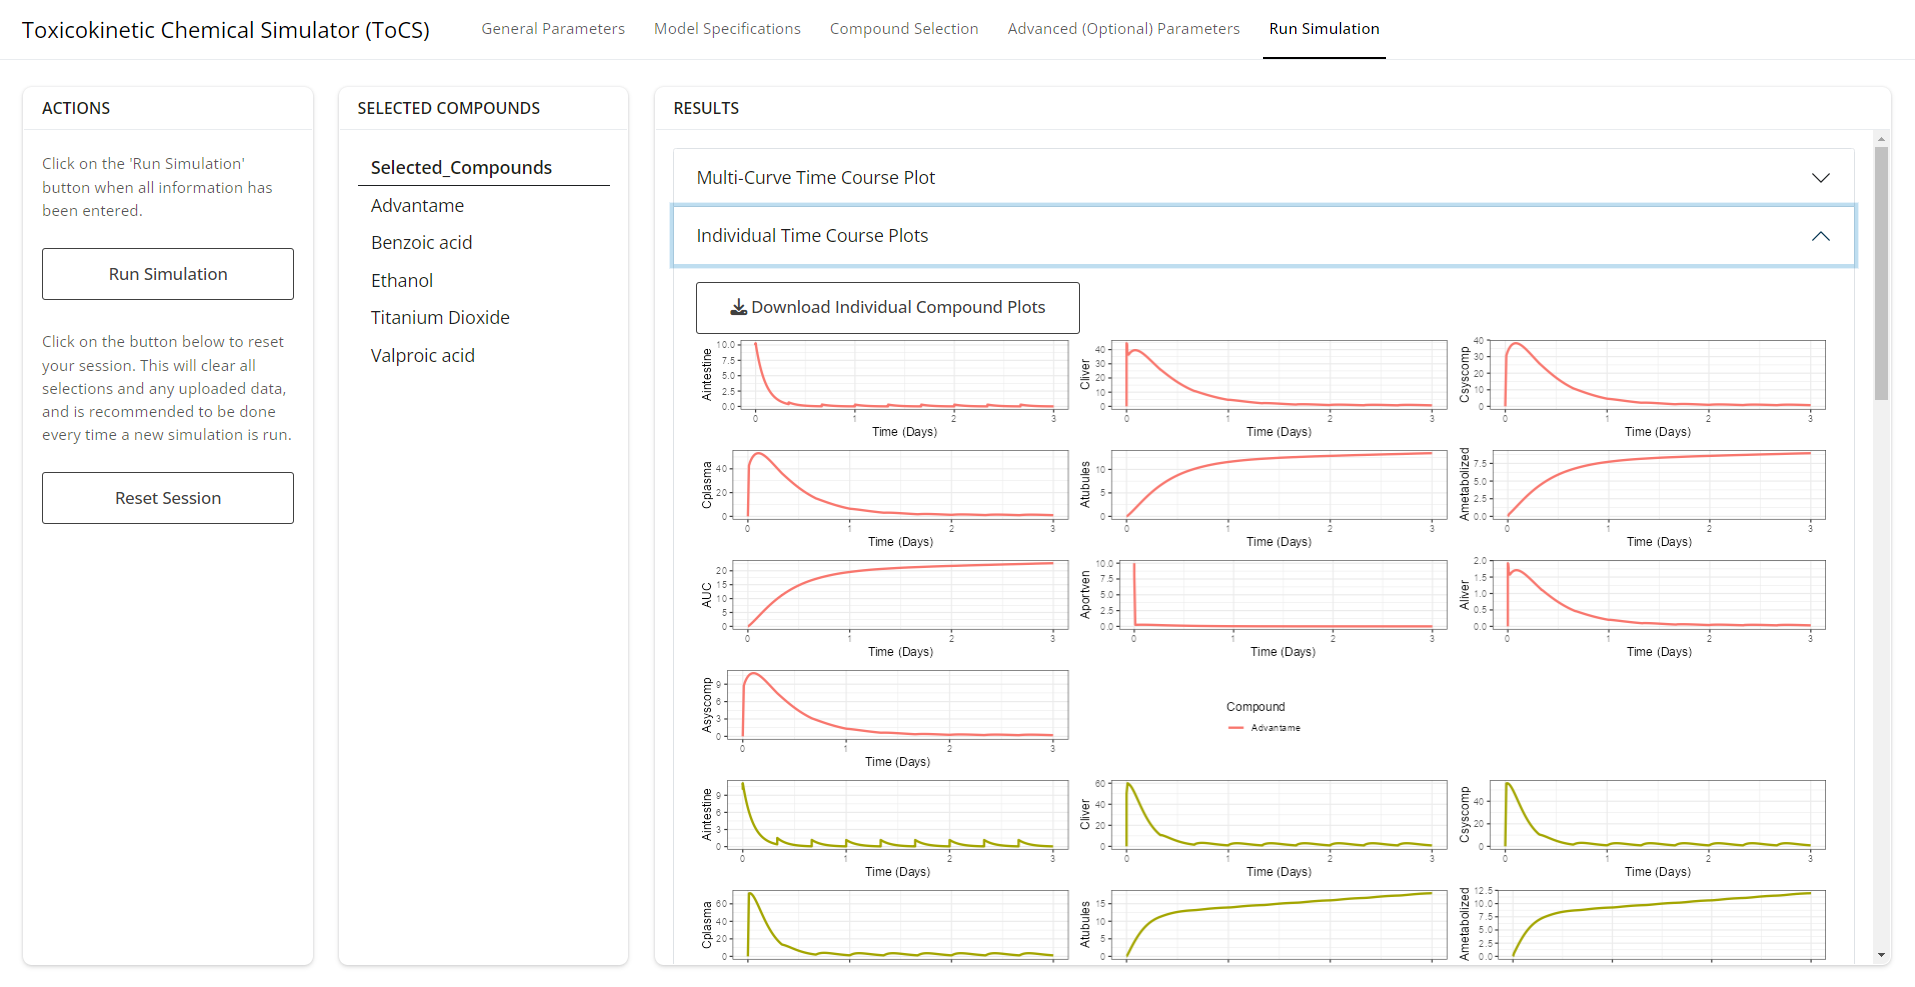 Toxicokinetic Chemical Simulator (ToCS)
General Parameters
Model Specifications
Compound Selection
Advanced (Optional) Parameters
Run Simulation
ACTIONS
Click on the 'Run Simulation'
button when all information has
been entered.
Run Simulation
Click on the button below to reset
your session. This will clear all
selections and any uploaded data,
and is recommended to be done
every time a new simulation is run.
Reset Session
SELECTED COMPOUNDS
Selected_Compounds
Advantame
Benzoic acid
Ethanol
Titanium Dioxide
Valproic acid
RESULTS
Multi-Curve Time Course Plot
Individual Time Course Plots
Download Individual Compound Plots
Aintestine
10.0
7.5
5.0
2.5
0.0
0 1 2 3
Time (Days)
Cliver
40
30
20
10
0
0 1 2 3
Time (Days)
Csyscomp
40
30
20
10
0
0 1 2 3
Time (Days)
Cplasma
40
20
0
0 1 2 3
Time (Days)
Atubules
10
5
0
0 1 2 3
Time (Days)
Ametabolized
7.5
5.0
2.5
0.0
0 1 2 3
Time (Days)
AUC
20
15
10
5
0
0 1 2 3
Time (Days)
Aportven
10.0
7.5
5.0
2.5
0.0
0 1 2 3
Time (Days)
Aliver
2.0
1.5
1.0
0.5
0.0
0 1 2 3
Time (Days)
Asyscomp
9
6
3
0
0 1 2 3
Time (Days)
Compound
Advantame
Aintestine
9
6
3
0
0 1 2 3
Time (Days)
Cliver
60
40
20
0
0 1 2 3
Time (Days)
Csyscomp
40
20
0
0 1 2 3
Time (Days)
Cplasma
60
40
20
0
Atubules
15
10
5
0
Ametabolized
12.5
10.0
7.5
5.0
2.5
0.0